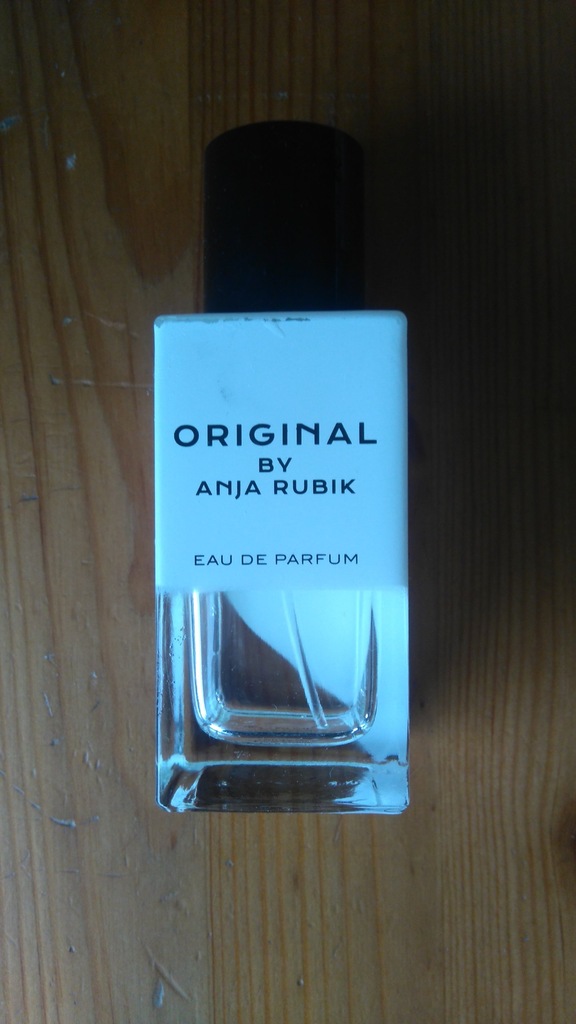 ORIGINAL
BY
ANJA RUBIK
EAU DE PARFUM